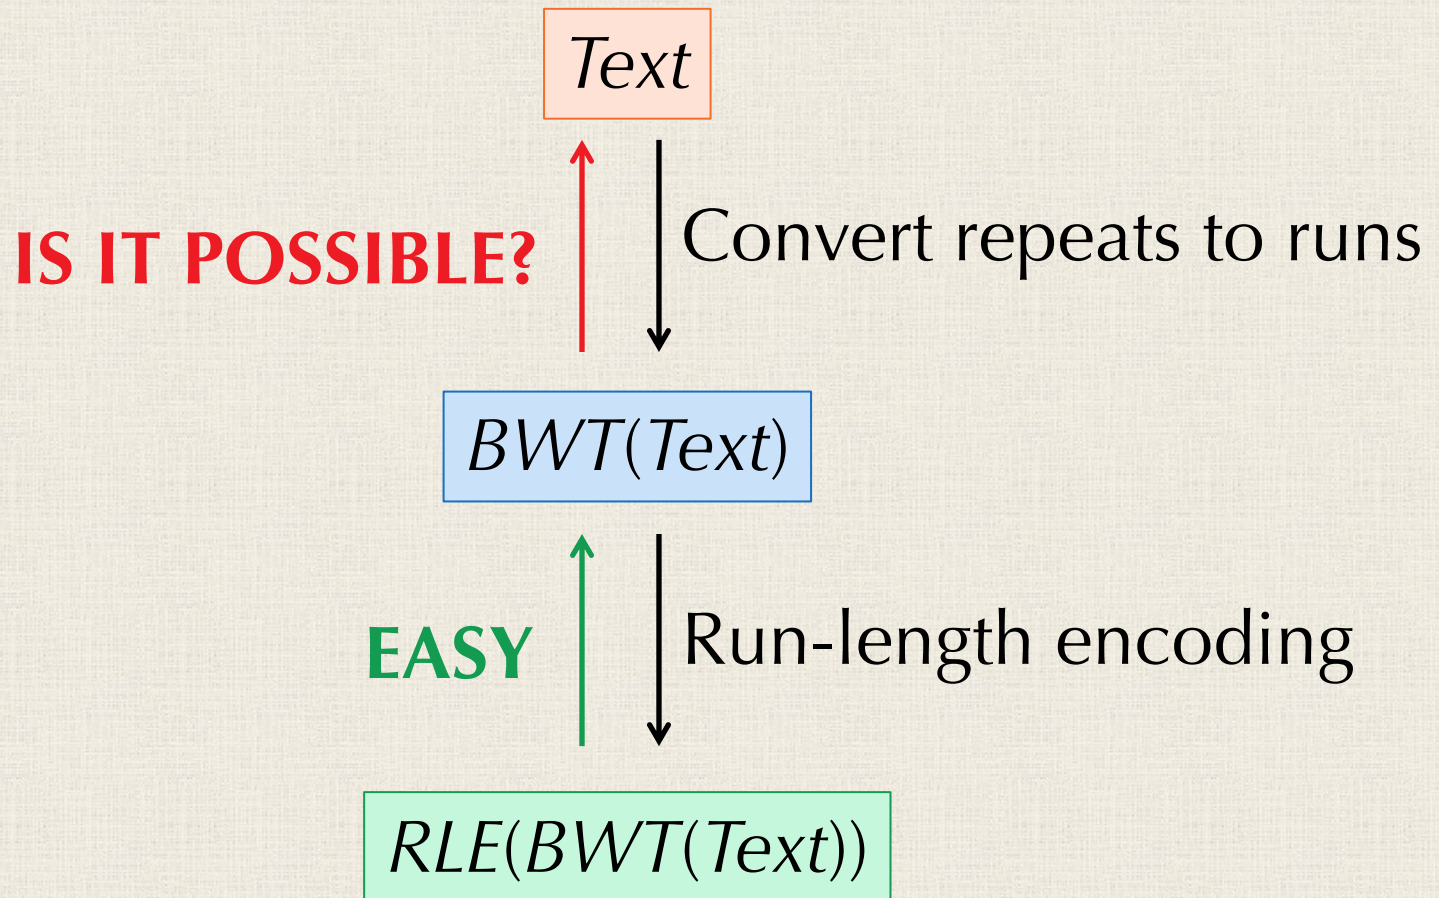 Text
IS IT POSSIBLE?
Convert repeats to runs
BWT(Text)
EASY
Run-length encoding
RLE(BWT(Text))